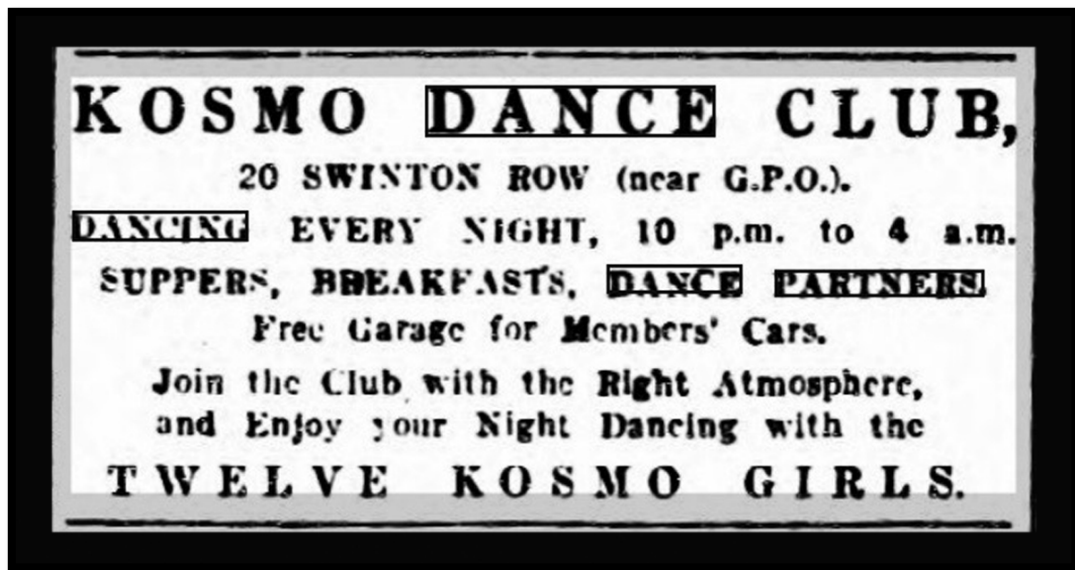 KOSMO DANCE CLUB,
20 SWINTON ROW (near G.P.O.).
DANCING EVERY NIGHT, 10 p.m. to 4 a.m.
SUPPERS, BREAKFASTS, DANCE PARTNERS.
Free Garage for Members' Cars.
Join the Club with the Right Atmosphere,
and Enjoy your Night Dancing with the
TWELVE KOSMO GIRLS.